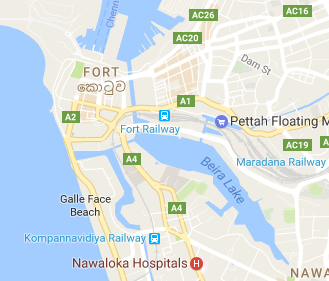 Chenn
AC26
AC16
AC20
Dam St
FORT
කොටුව
A1
A2
Pettah Floating M
Fort Railway
AC19
A4
Maradana Railway
Beira Lake
Galle Face
Beach
A4
Kompannavidiya Railway
Nawaloka Hospitals H
NAWA